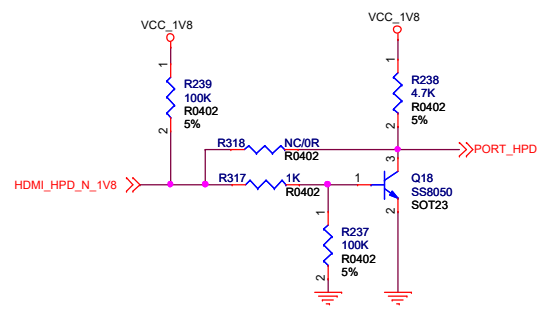 VCC_1V8
VCC_1V8
1
R239
100K
R0402
5%
2
1
R238
4.7K
R0402
5%
2
R318
NC/0R
R0402
PORT_HPD
3
HDMI_HPD_N_1V8
R317
1K
R0402
1
Q18
SS8050
SOT23
2
1
R237
100K
R0402
5%
2